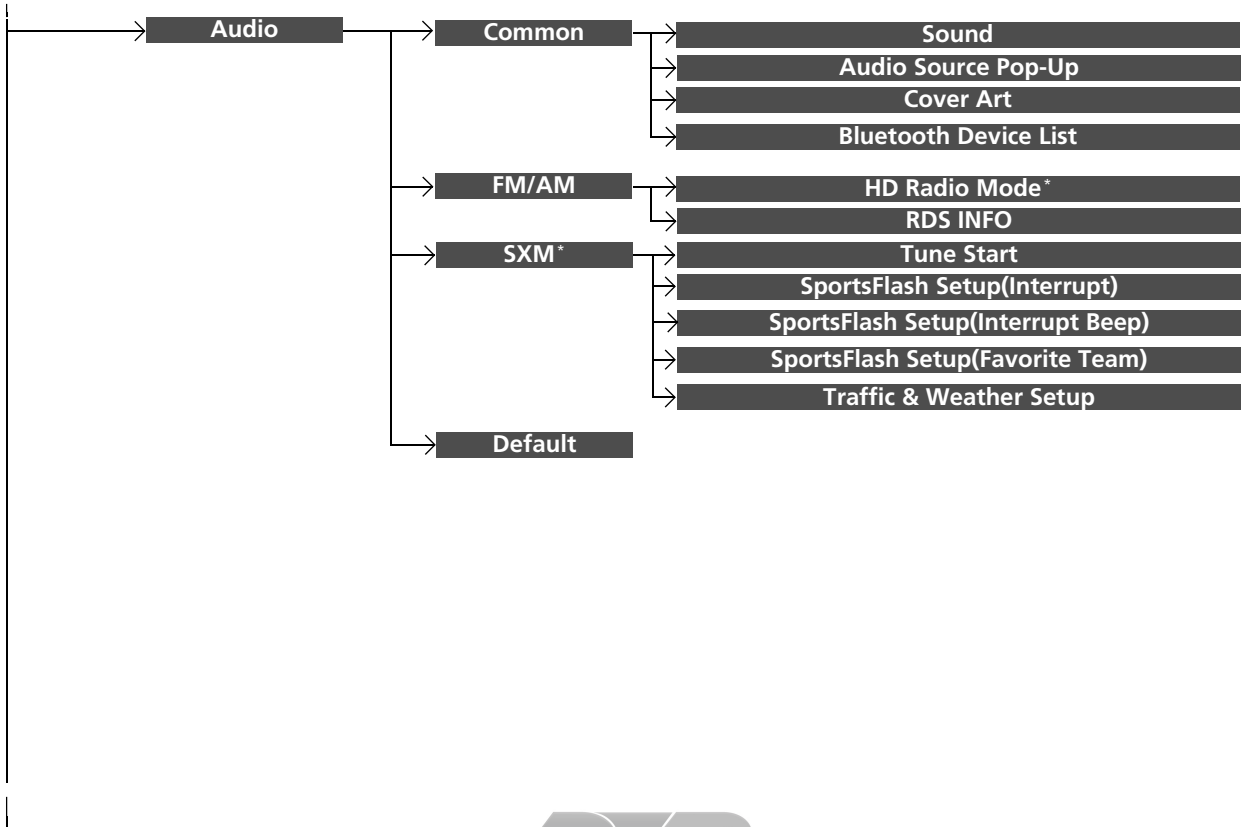 Audio
Common
Sound
Audio Source Pop-Up
Cover Art
Bluetooth Device List
FM/AM
HD Radio Mode*
RDS INFO
SXM*
Tune Start
SportsFlash Setup(Interrupt)
SportsFlash Setup(Interrupt Beep)
SportsFlash Setup(Favorite Team)
Traffic & Weather Setup
Default